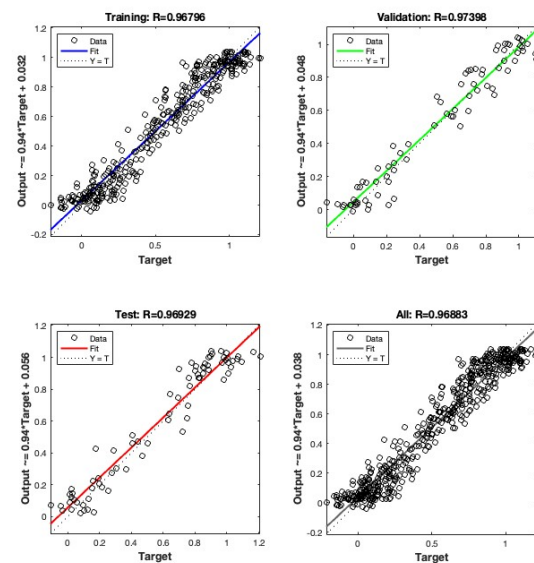 Training: R=0.96796
Output ~= 0.94*Target + 0.032
1.2
1
0.8
0.6
0.4
0.2
0
-0.2
Data
Fit
Y = T
0
0.5
1
Target
Validation: R=0.97398
Output ~= 0.94*Target + 0.048
1
0.8
0.6
0.4
0.2
0
Data
Fit
Y = T
0
0.2
0.4
0.6
0.8
1
Target
Test: R=0.96929
Output ~= 0.94*Target + 0.056
1.2
1
0.8
0.6
0.4
0.2
0
Data
Fit
Y = T
0
0.2
0.4
0.6
0.8
1
1.2
Target
All: R=0.96883
Output ~= 0.94*Target + 0.038
1.2
1
0.8
0.6
0.4
0.2
0
-0.2
Data
Fit
Y = T
0
0.5
1
Target